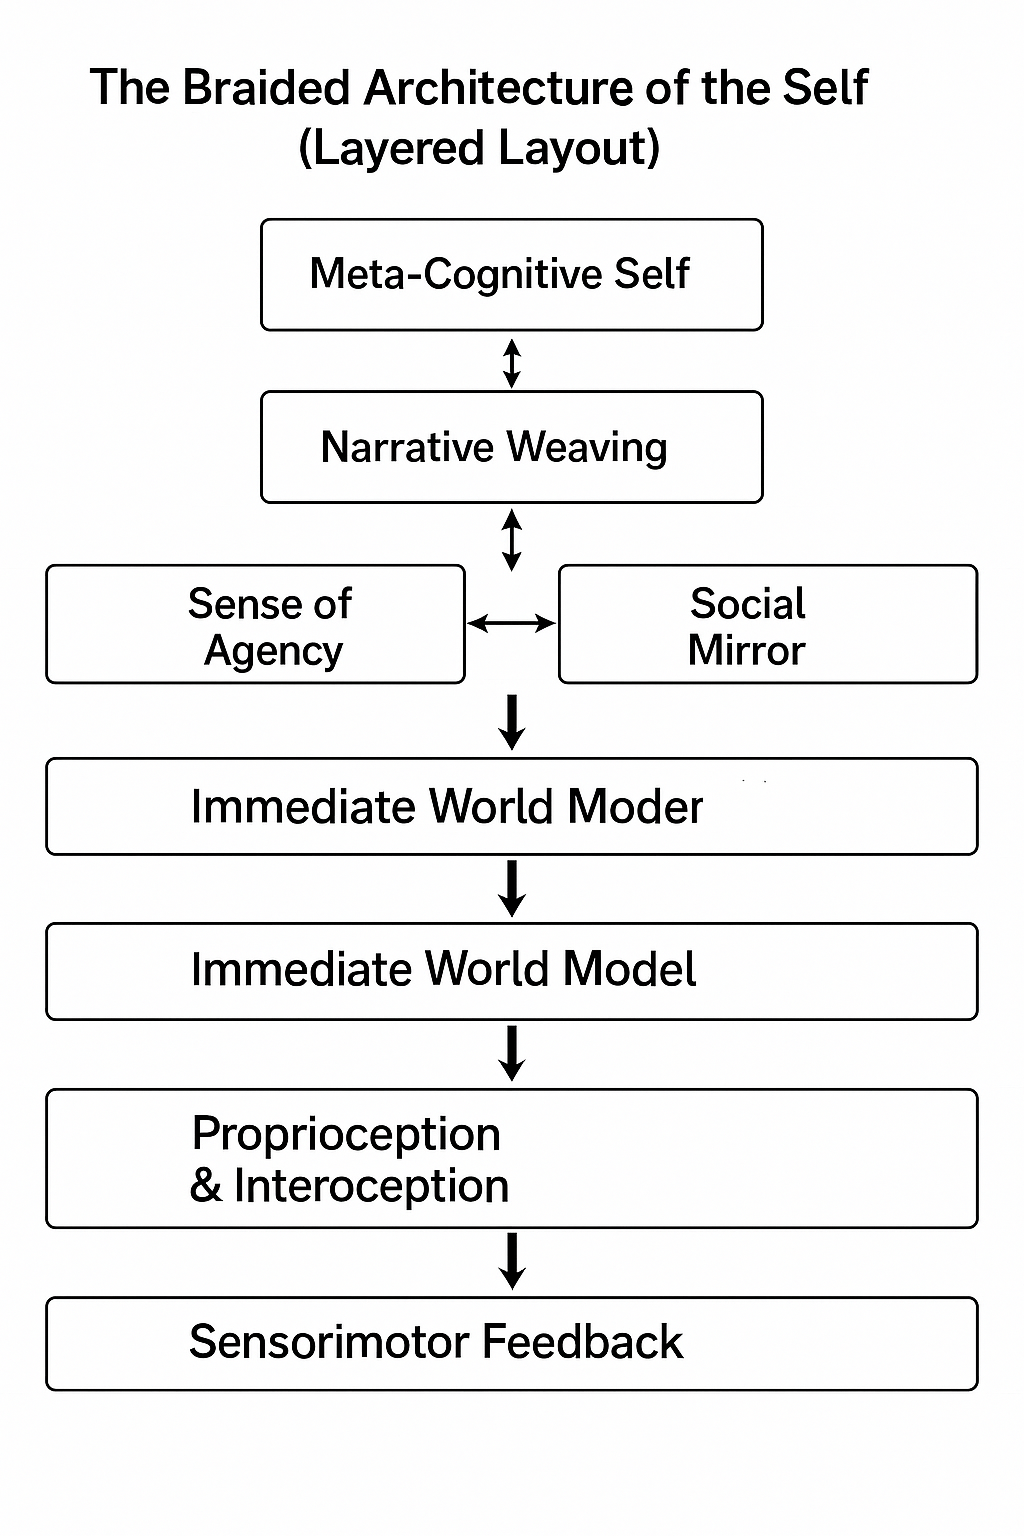 The Braided Architecture of the Self
(Layered Layout)
Meta-Cognitive Self
Narrative Weaving
Sense of
Agency
Social
Mirror
Immediate World Moder
Immediate World Model
Proprioception
& Interoception
Sensorimotor Feedback